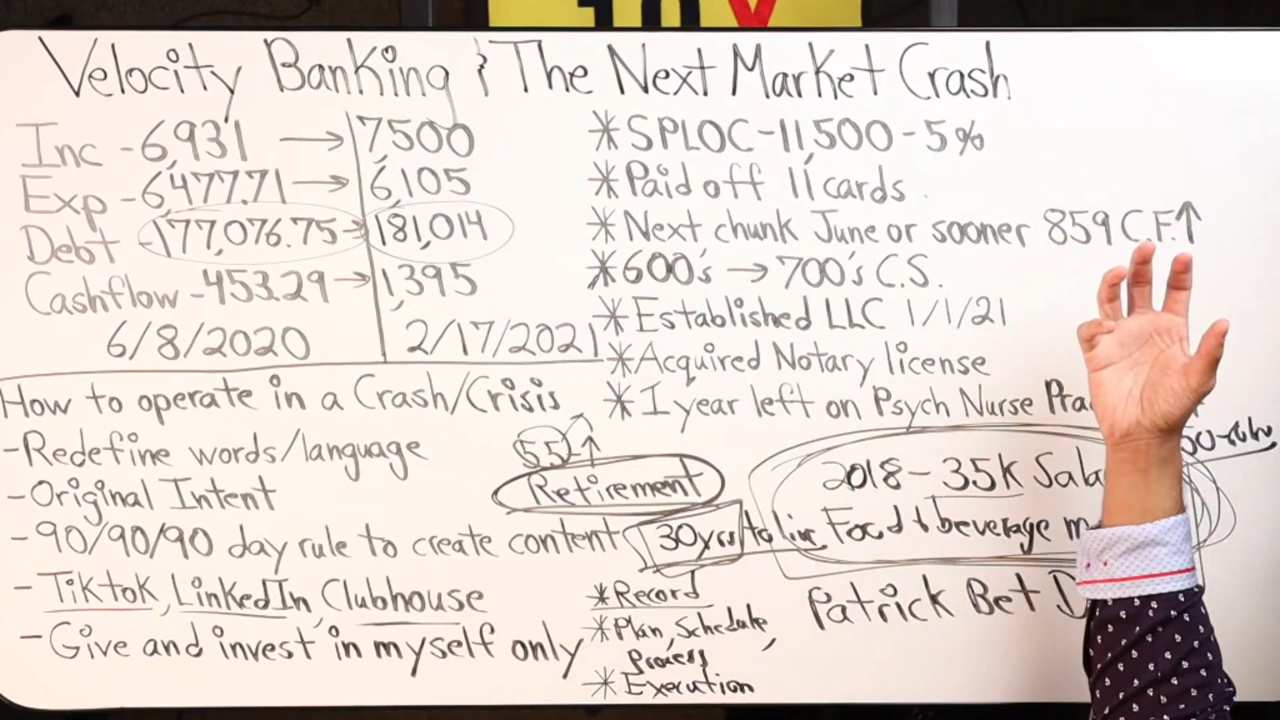 10X
Velocity Banking & The Next Market Crash
Inc - 6,931 → 7,500
Exp - 6,477.71 → 6,105
Debt - 177,076.75 → 181,014
Cashflow - 453.29 → 1,395
6/8/2020 2/17/2021
* SPLOC - 11,500 - 5%
* Paid off 11 cards
* Next chunk June or sooner 859 C.F. ↑
* 600's → 700's C.S.
* Established LLC 1/1/21
* Acquired Notary license
* 1 year left on Psych Nurse
How to operate in a Crash/Crisis
- Redefine words/language
- Original Intent
- 90/90/90 day rule to create content
- TikTok, LinkedIn, Clubhouse
- Give and invest in myself only
55 ↑
Retirement
30yrs to live
* Record
* Plan, Schedule,
Process
* Execution
2018 - 35K
Food & beverage
Patrick Bet